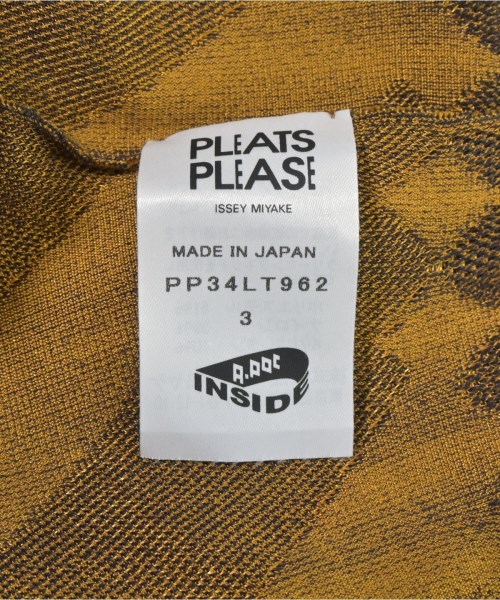 PLEATS
PLEASE
ISSEY MIYAKE
MADE IN JAPAN
PP34LT962
3
A-POC
INSIDE